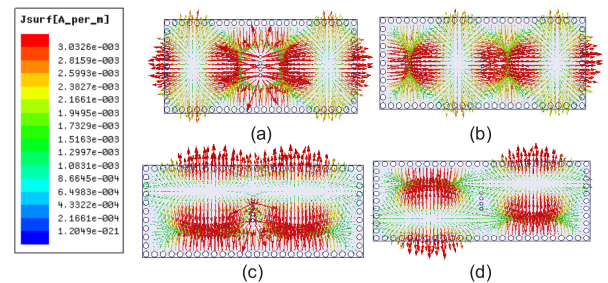 Jsurf[A_per_m]
3.0326e-003
2.8159e-003
2.5993e-003
2.3827e-003
2.1661e-003
1.9495e-003
1.7329e-003
1.5163e-003
1.2997e-003
1.0831e-003
8.6645e-004
6.4983e-004
4.3322e-004
2.1661e-004
1.2049e-021
(a)
(b)
(c)
(d)